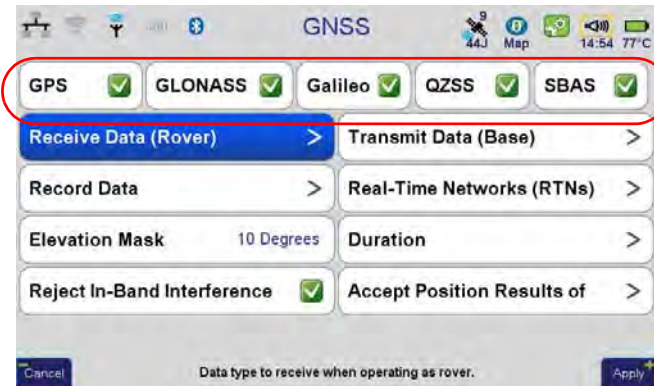 GNSS
9
44J
Map
14:54 77°C
GPS GLONASS Galileo QZSS SBAS
Receive Data (Rover) > Transmit Data (Base) >
Record Data > Real-Time Networks (RTNs) >
Elevation Mask 10 Degrees Duration >
Reject In-Band Interference Accept Position Results of >
Cancel Data type to receive when operating as rover. Apply